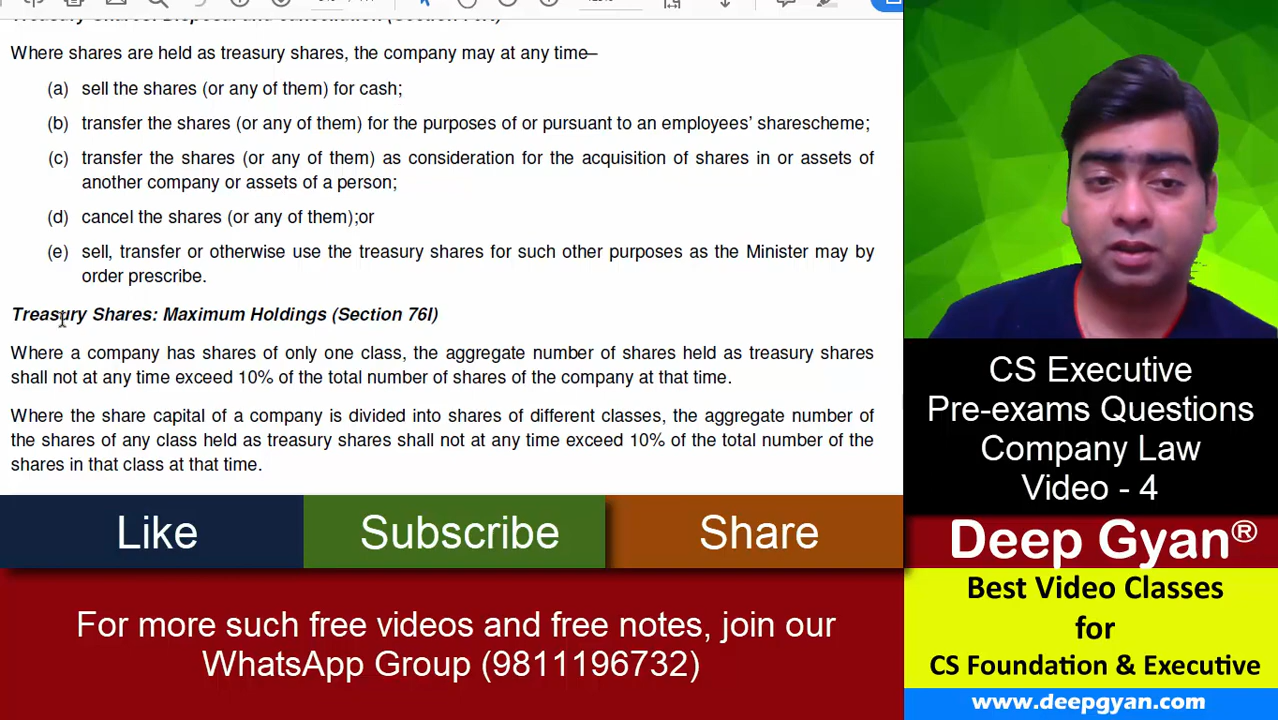 Where shares are held as treasury shares, the company may at any time—
(a) sell the shares (or any of them) for cash;
(b) transfer the shares (or any of them) for the purposes of or pursuant to an employees’ sharescheme;
(c) transfer the shares (or any of them) as consideration for the acquisition of shares in or assets of
another company or assets of a person;
(d) cancel the shares (or any of them);or
(e) sell, transfer or otherwise use the treasury shares for such other purposes as the Minister may by
order prescribe.
Treasury Shares: Maximum Holdings (Section 76I)
Where a company has shares of only one class, the aggregate number of shares held as treasury shares
shall not at any time exceed 10% of the total number of shares of the company at that time.
Where the share capital of a company is divided into shares of different classes, the aggregate number of
the shares of any class held as treasury shares shall not at any time exceed 10% of the total number of the
shares in that class at that time.
CS Executive
Pre-exams Questions
Company Law
Video - 4
Like
Subscribe
Share
Deep Gyan®
For more such free videos and free notes, join our
WhatsApp Group (9811196732)
Best Video Classes
for
CS Foundation & Executive
www.deepgyan.com